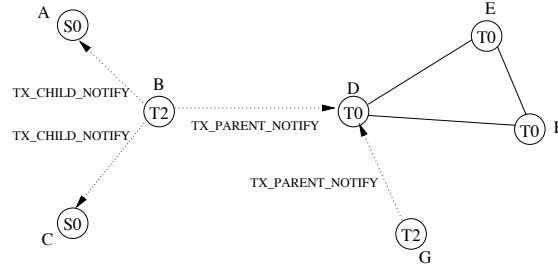 E
A
S0
T0
TX_CHILD_NOTIFY
B
D
T2
T0
TX_CHILD_NOTIFY
TX_PARENT_NOTIFY
T0
TX_PARENT_NOTIFY
S0
C
T2
G